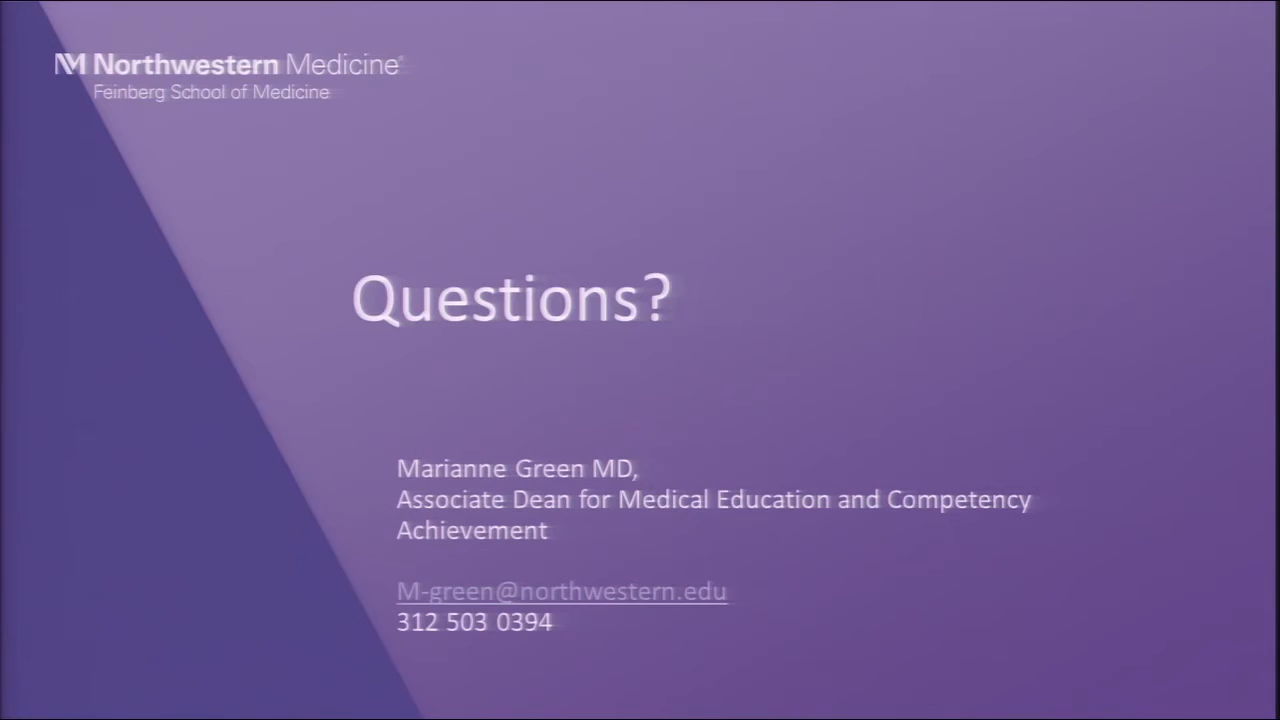 NM Northwestern Medicine®
Feinberg School of Medicine
Questions?
Marianne Green MD,
Associate Dean for Medical Education and Competency
Achievement
M-green@northwestern.edu
312 503 0394